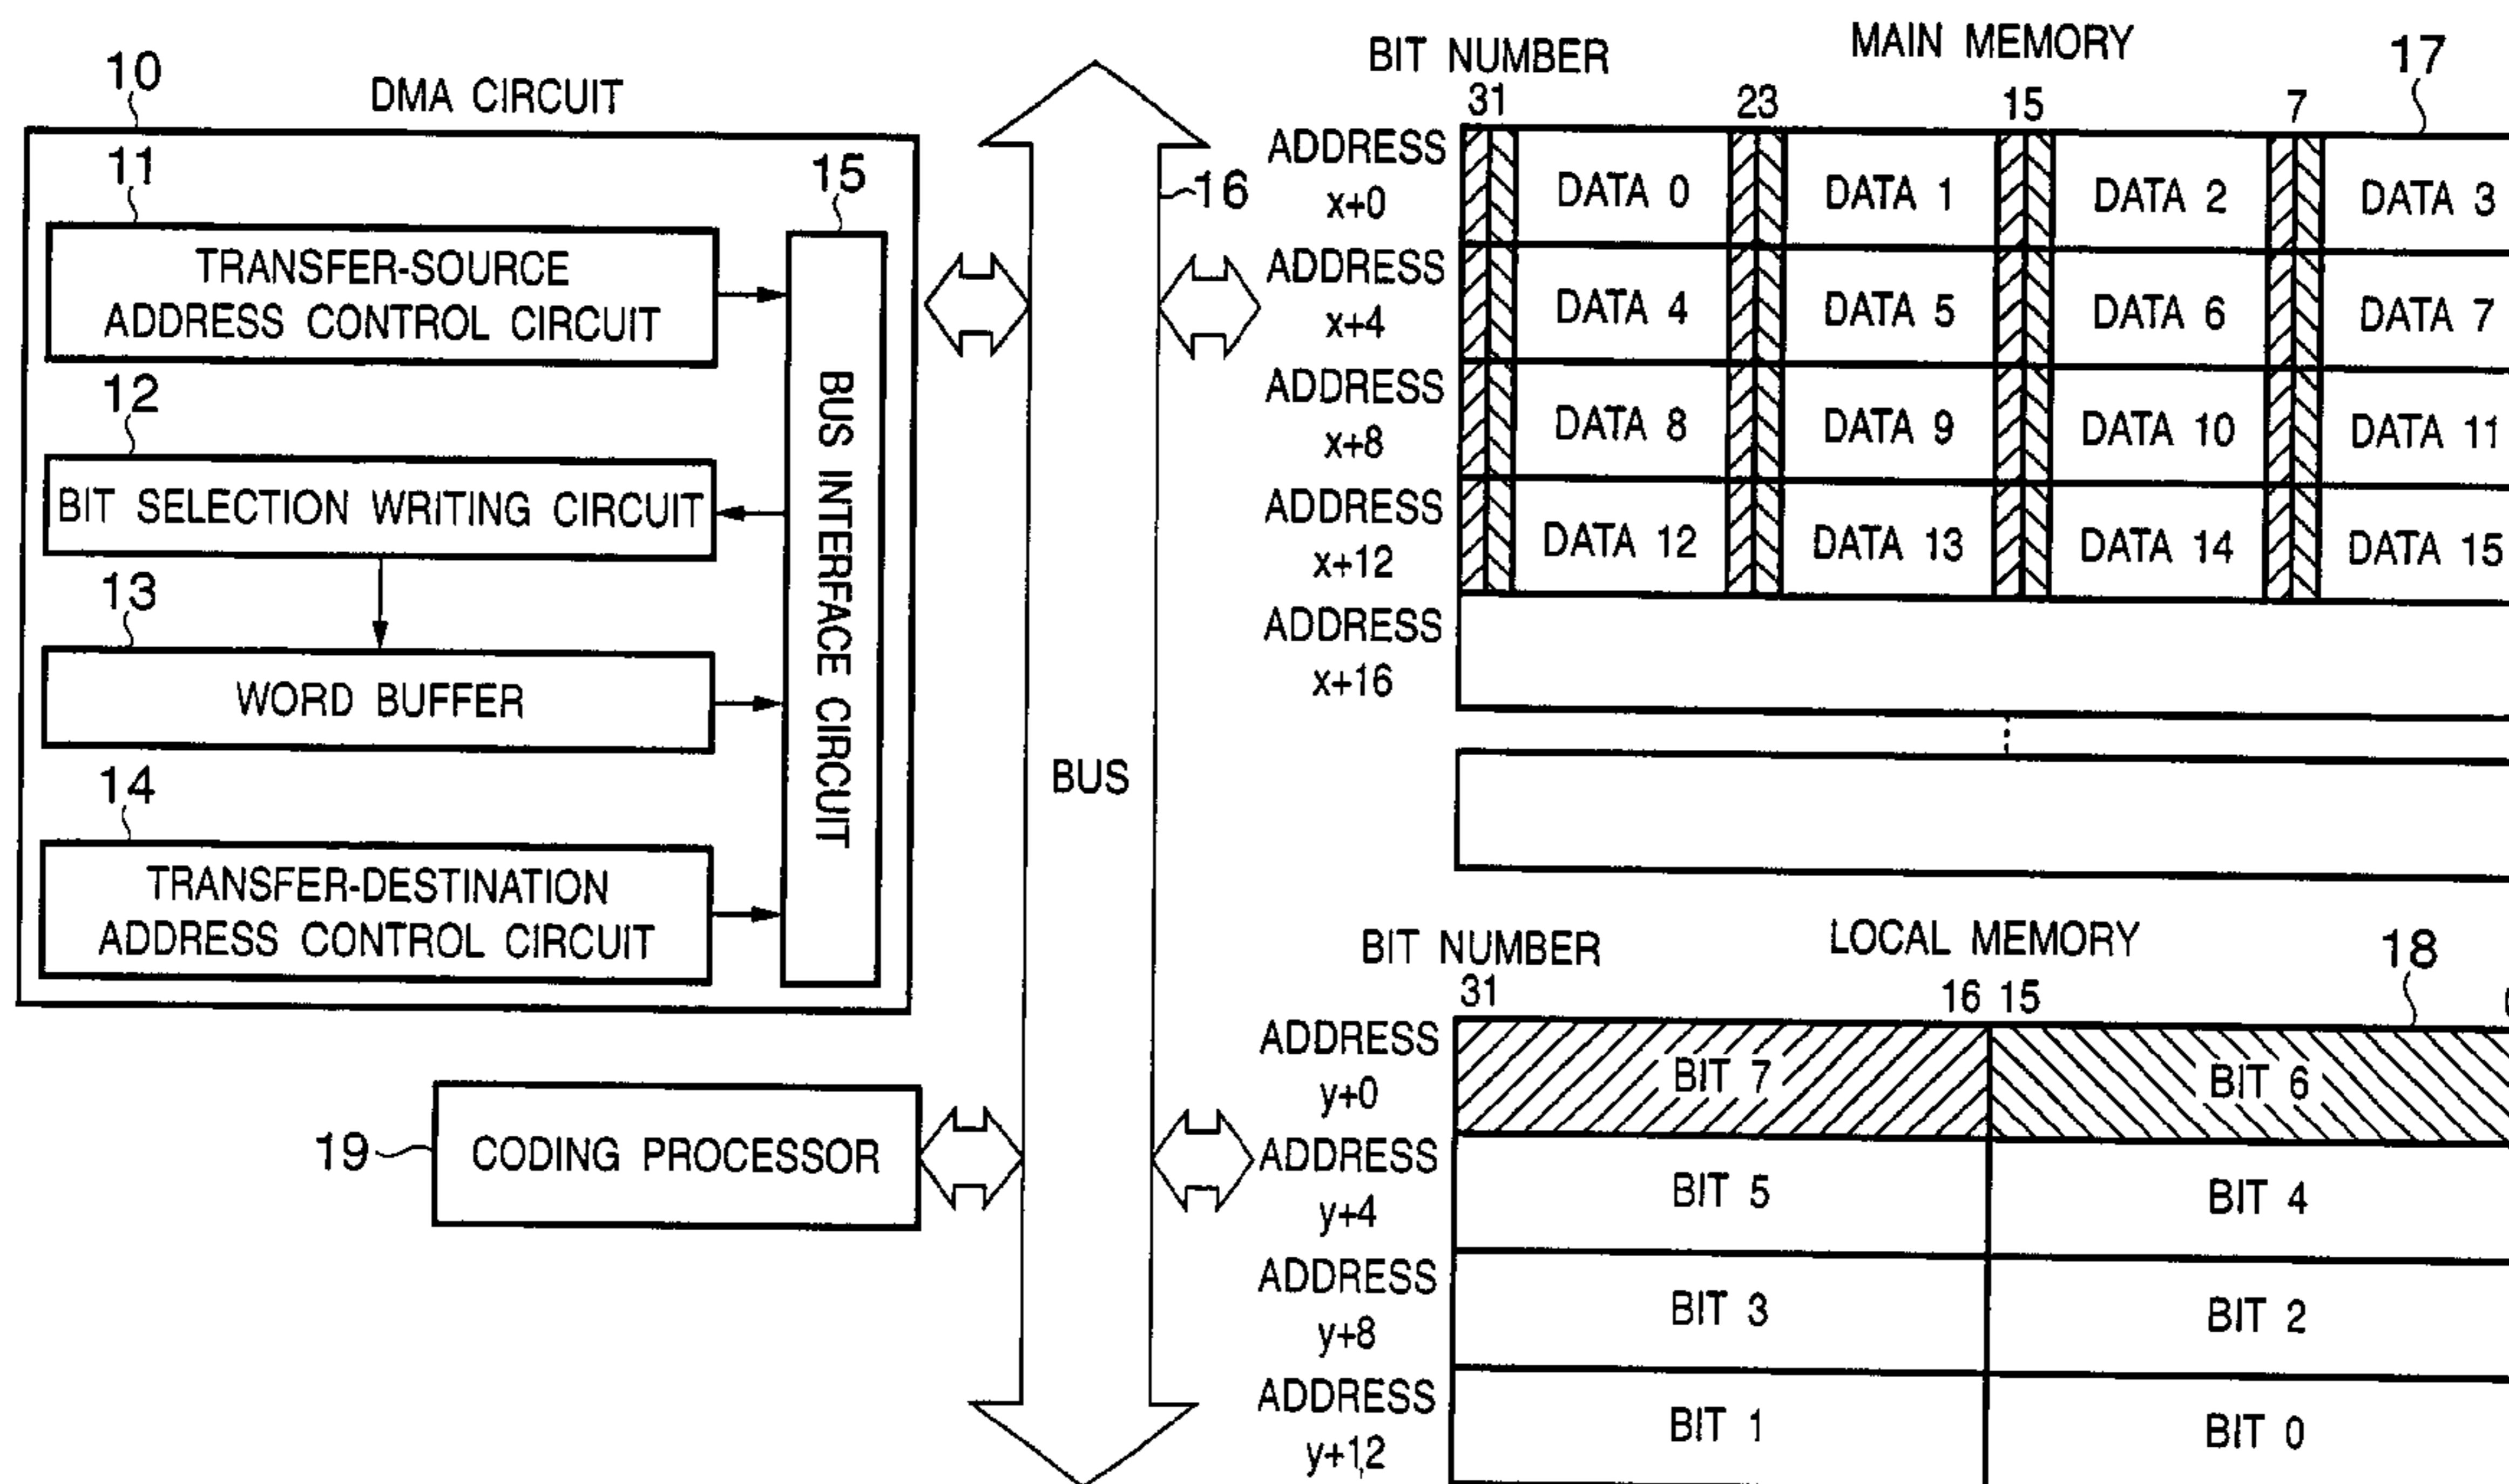 10
DMA CIRCUIT
11
15
TRANSFER-SOURCE
ADDRESS CONTROL CIRCUIT
12
BIT SELECTION WRITING CIRCUIT
13
WORD BUFFER
14
TRANSFER-DESTINATION
ADDRESS CONTROL CIRCUIT
BUS INTERFACE CIRCUIT
16
BUS
19
CODING PROCESSOR
BIT NUMBER
MAIN MEMORY
17
31 23 15 7
ADDRESS
x+0
DATA 0 DATA 1 DATA 2 DATA 3
ADDRESS
x+4
DATA 4 DATA 5 DATA 6 DATA 7
ADDRESS
x+8
DATA 8 DATA 9 DATA 10 DATA 11
ADDRESS
x+12
DATA 12 DATA 13 DATA 14 DATA 15
ADDRESS
x+16
BIT NUMBER
LOCAL MEMORY
18
31 16 15
ADDRESS
y+0
BIT 7 BIT 6
ADDRESS
y+4
BIT 5 BIT 4
ADDRESS
y+8
BIT 3 BIT 2
ADDRESS
y+12
BIT 1 BIT 0